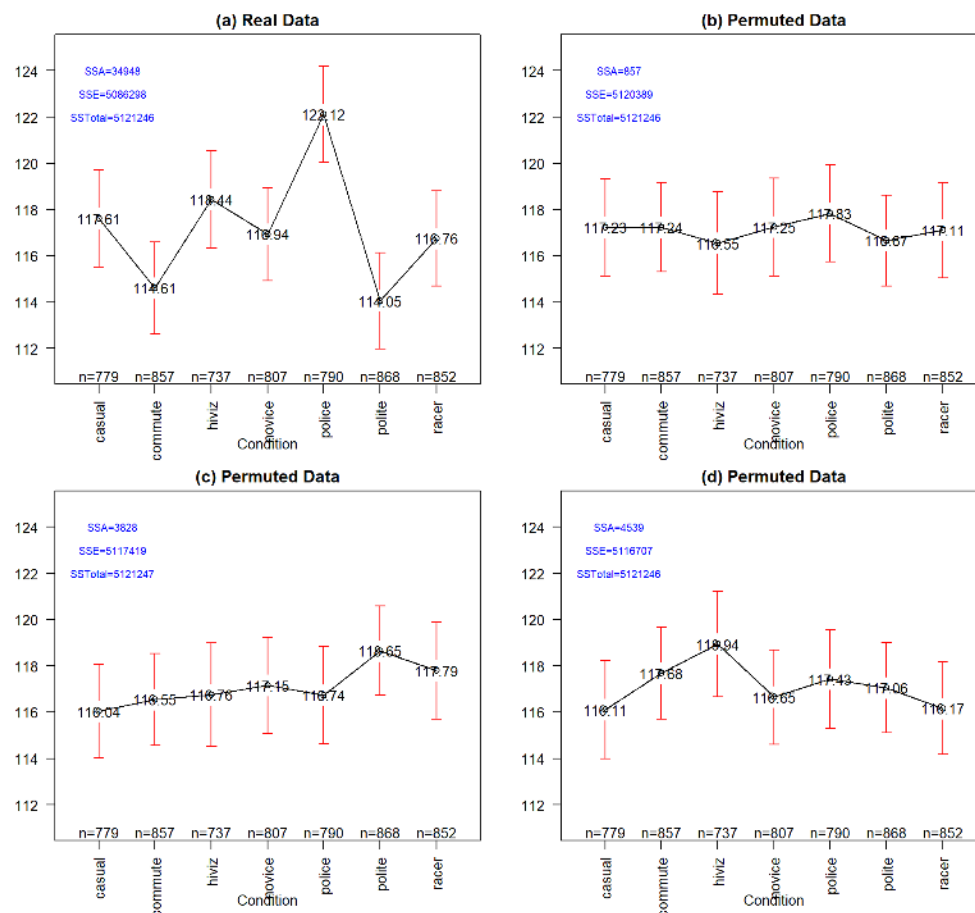 (a) Real Data
SSA=34948
SSE=5086298
SSTotal=5121246
124
122
120
118
116
114
112
117.61
114.61
118.44
116.94
122.12
114.05
116.76
n=779 n=857 n=737 n=807 n=790 n=868 n=852
casual
commute
hiviz
novice
police
polite
racer
Condition
(b) Permuted Data
SSA=857
SSE=5120389
SSTotal=5121246
124
122
120
118
116
114
112
117.23
117.24
116.55
117.25
117.83
116.67
117.11
n=779 n=857 n=737 n=807 n=790 n=868 n=852
casual
commute
hiviz
novice
police
polite
racer
Condition
(c) Permuted Data
SSA=3828
SSE=5117419
SSTotal=5121247
124
122
120
118
116
114
112
116.04
116.55
116.76
117.15
116.74
118.65
117.79
n=779 n=857 n=737 n=807 n=790 n=868 n=852
casual
commute
hiviz
novice
police
polite
racer
Condition
(d) Permuted Data
SSA=4539
SSE=5116707
SSTotal=5121246
124
122
120
118
116
114
112
116.11
117.68
118.94
116.65
117.43
117.06
116.17
n=779 n=857 n=737 n=807 n=790 n=868 n=852
casual
commute
hiviz
novice
police
polite
racer
Condition